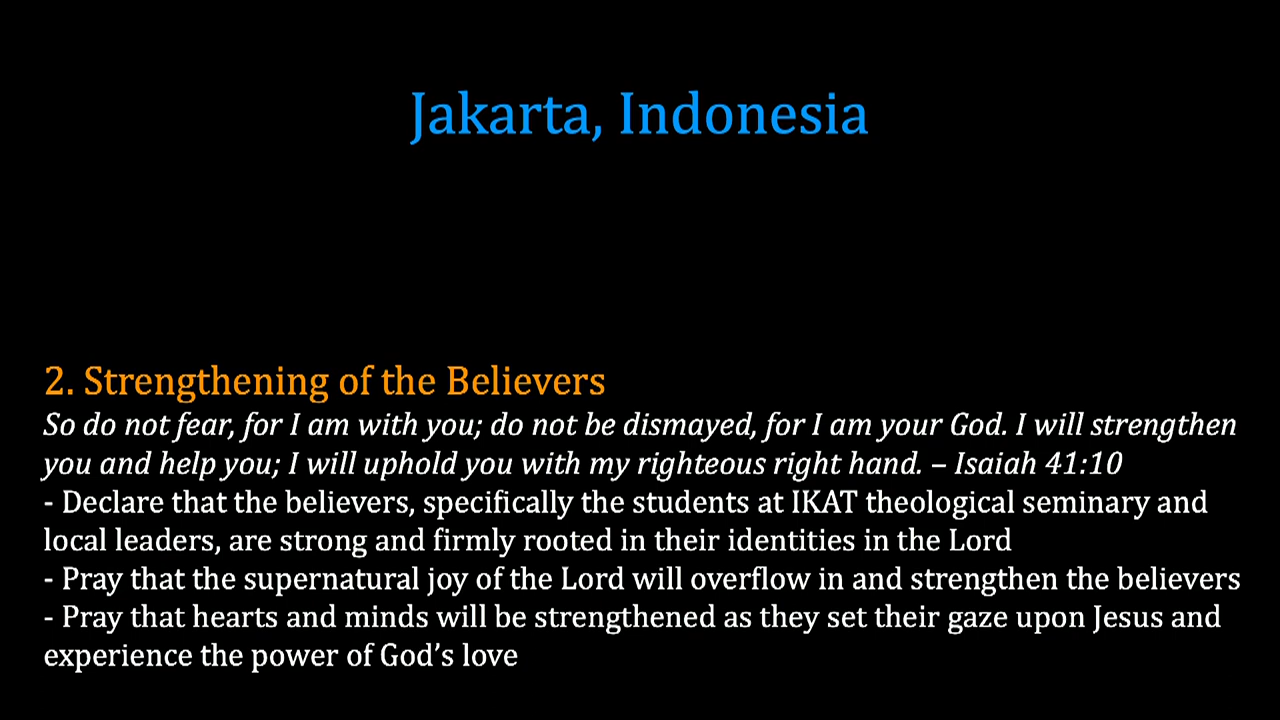 Jakarta, Indonesia
2. Strengthening of the Believers
So do not fear, for I am with you; do not be dismayed, for I am your God. I will strengthen
you and help you; I will uphold you with my righteous right hand. – Isaiah 41:10
- Declare that the believers, specifically the students at IKAT theological seminary and
local leaders, are strong and firmly rooted in their identities in the Lord
- Pray that the supernatural joy of the Lord will overflow in and strengthen the believers
- Pray that hearts and minds will be strengthened as they set their gaze upon Jesus and
experience the power of God’s love